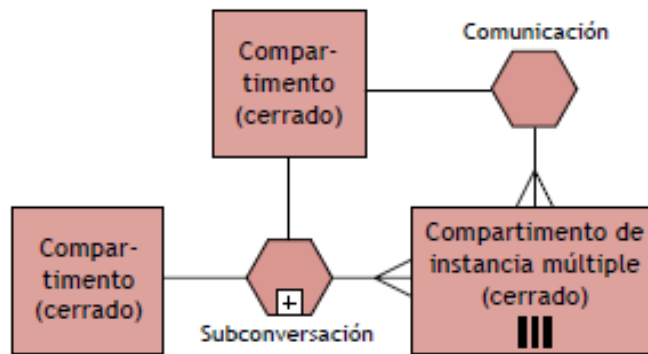 Compar-
timento
(cerrado)
Comunicación
Compar-
timento
(cerrado)
Subconversación
Compartimento de
instancia múltiple
(cerrado)